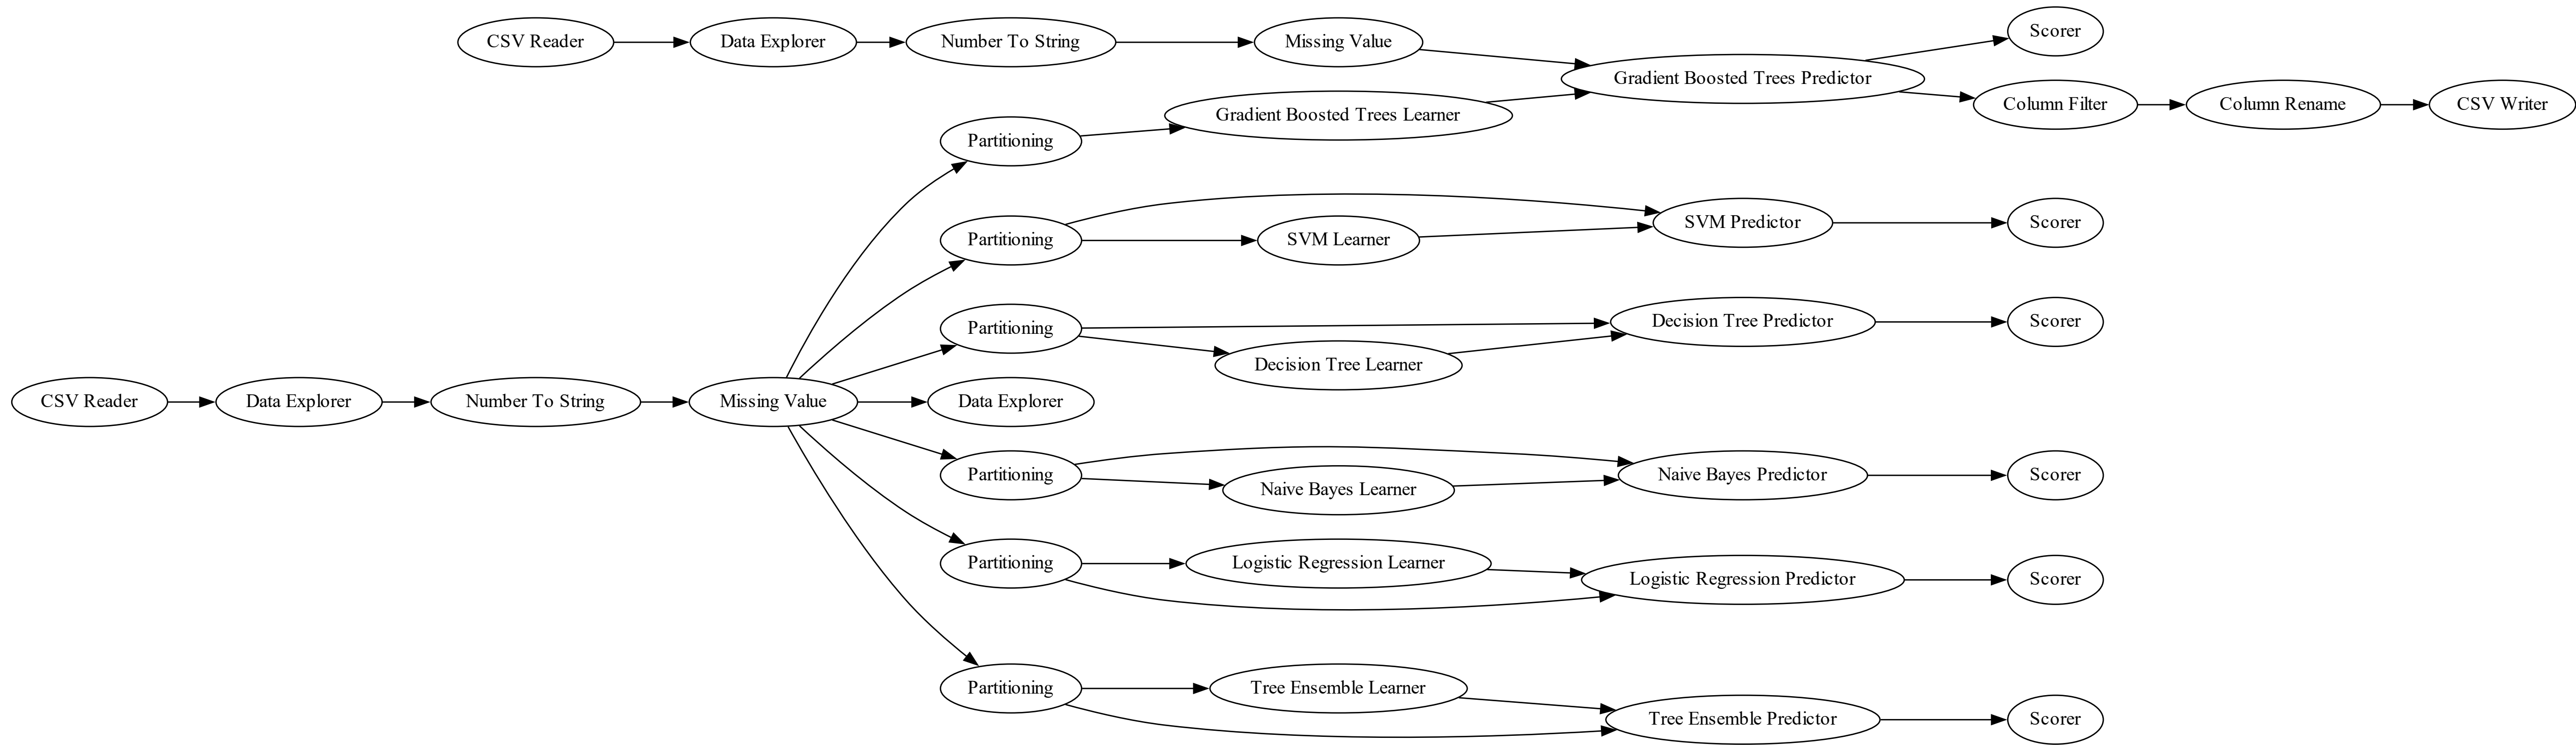 CSV Reader
Data Explorer
Number To String
Missing Value
Scorer
Gradient Boosted Trees Predictor
Column Filter
Column Rename
CSV Writer
Gradient Boosted Trees Learner
Partitioning
Partitioning
SVM Learner
SVM Predictor
Scorer
Partitioning
Decision Tree Learner
Decision Tree Predictor
Scorer
CSV Reader
Data Explorer
Number To String
Missing Value
Data Explorer
Partitioning
Naive Bayes Learner
Naive Bayes Predictor
Scorer
Partitioning
Logistic Regression Learner
Logistic Regression Predictor
Scorer
Partitioning
Tree Ensemble Learner
Tree Ensemble Predictor
Scorer